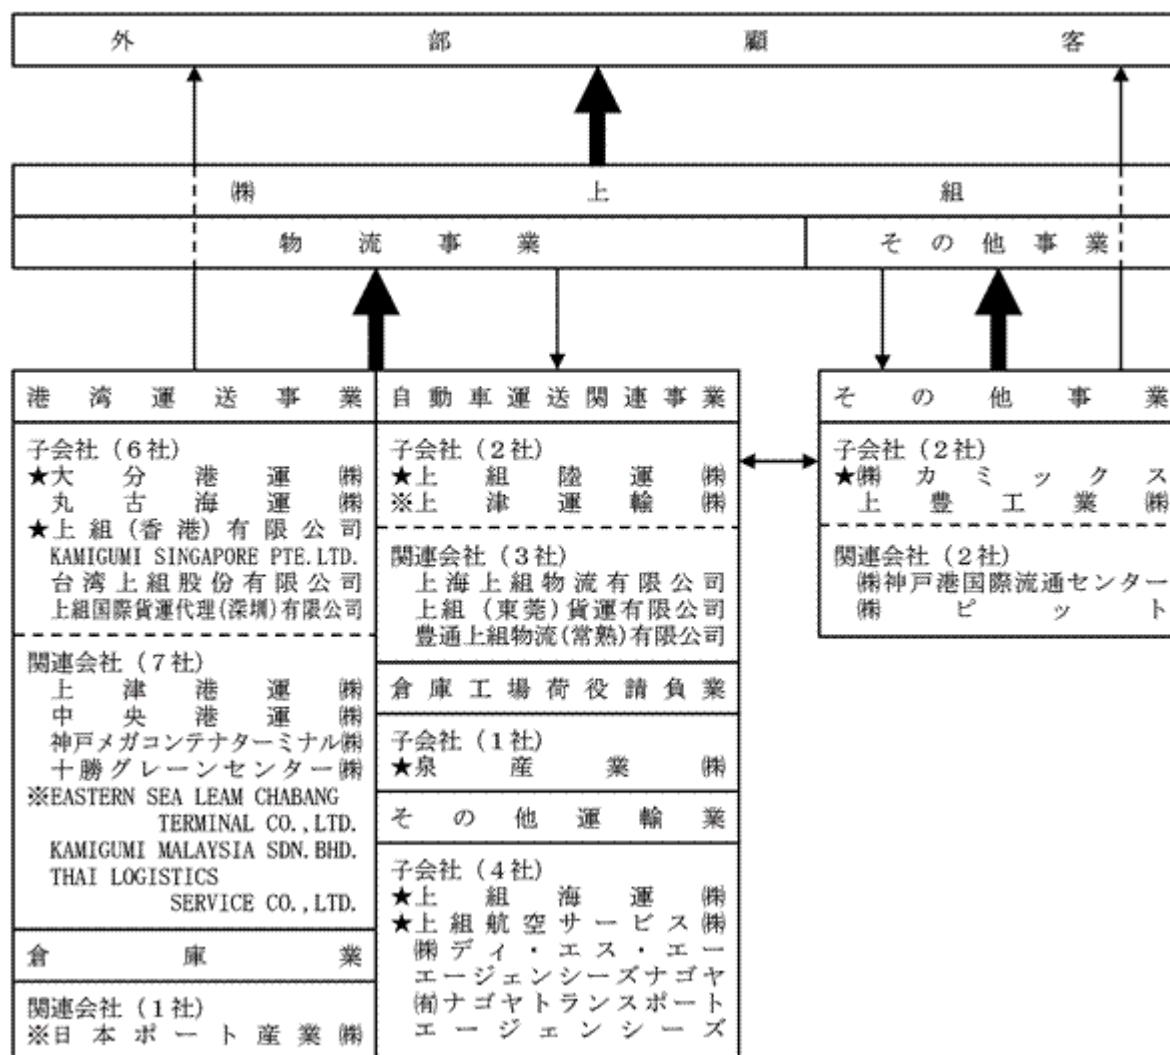 外部顧客
㈱上組
物流事業
その他事業
港湾運送事業
子会社(6社)
★大分港運㈱
丸古海運㈱
★上組(香港)有限公司
KAMIGUMI SINGAPORE PTE.LTD.
台湾上組股份有限公司
上組国際貨運代理(深圳)有限公司
関連会社(7社)
上津港運㈱
中央港運㈱
神戸メガコンテナターミナル㈱
十勝グレーンセンター㈱
※EASTERN SEA LEAM CHABANG
TERMINAL CO.,LTD.
KAMIGUMI MALAYSIA SDN.BHD.
THAI LOGISTICS
SERVICE CO.,LTD.
倉庫業
関連会社(1社)
※日本ポート産業㈱
自動車運送関連事業
子会社(2社)
★上組陸運㈱
※上津運輸㈱
関連会社(3社)
上海上組物流有限公司
上組(東莞)貨運有限公司
豊通上組物流(常熟)有限公司
倉庫工場荷役請負業
子会社(1社)
★泉産業㈱
その他運輸業
子会社(4社)
★上組海運㈱
★上組航空サービス㈱
㈱ディ・エス・エー
エージェンシーズナゴヤ
㈲ナゴヤトランスポート
エージェンシーズ
その他事業
子会社(2社)
★㈱カミックス
上豊工業㈱
関連会社(2社)
㈱神戸港国際流通センター
㈱ピット